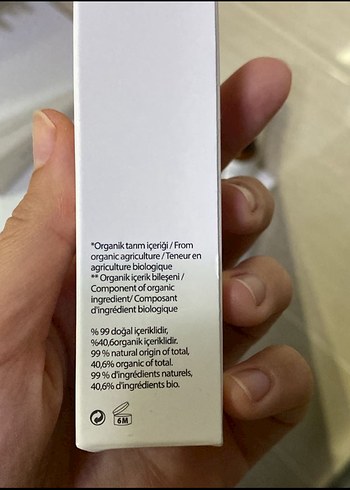 *Organik tarım içeriği / From
organic agriculture / Teneur en
agriculture biologique
** Organik içerik bileşeni /
Component of organic
ingredient/ Composant
d'ingrédient biologique
% 99 doğal içeriklidir,
%40,6organik içeriklidir.
99 % natural origin of total,
40,6% organic of total.
99 % d'ingrédients naturels,
40,6% d'ingrédients bio.
6M